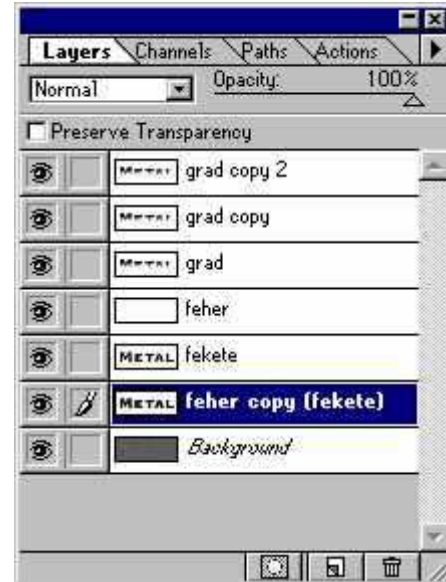 Layers Channels Paths Actions
Normal Opacity: 100%
Preserve Transparency
METAL grad copy 2
METAL grad copy
METAL grad
feher
METAL fekete
METAL feher copy (fekete)
Background